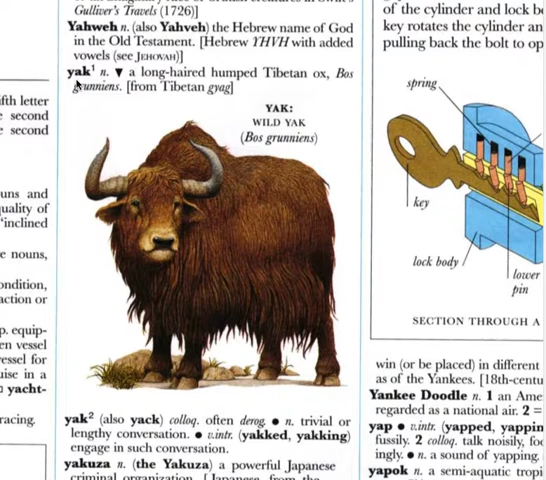 Gulliver's Travels (1726)]
Yahweh n. (also Yahveh) the Hebrew name of God
in the Old Testament. [Hebrew YHVH with added
vowels (see JEHOVAH)]
yak¹ n. ▼ a long-haired humped Tibetan ox, Bos
grunniens. [from Tibetan gyag]
YAK:
WILD YAK
(Bos grunniens)
yak² (also yack) colloq. often derog. ● n. trivial or
lengthy conversation. ● v.intr. (yakked, yakking)
engage in such conversation.
yakuza n. (the Yakuza) a powerful Japanese
criminal organization. [Japanese, from the
fifth letter
second
second
uns and
uality of
'inclined
e nouns,
ondition,
action or
p. equip-
en vessel
vessel for
uise in a
yacht-
racing.
of the cylinder and lock b
key rotates the cylinder an
pulling back the bolt to op
spring
key
lock body
lower
pin
SECTION THROUGH A
win (or be placed) in different
as of the Yankees. [18th-centu
Yankee Doodle n. 1 an Ame
regarded as a national air. 2 =
yap ● v.intr. (yapped, yappin
fussily. 2 colloq. talk noisily, foo
ingly. ● n. a sound of yapping.
yapok n. a semi-aquatic tropi